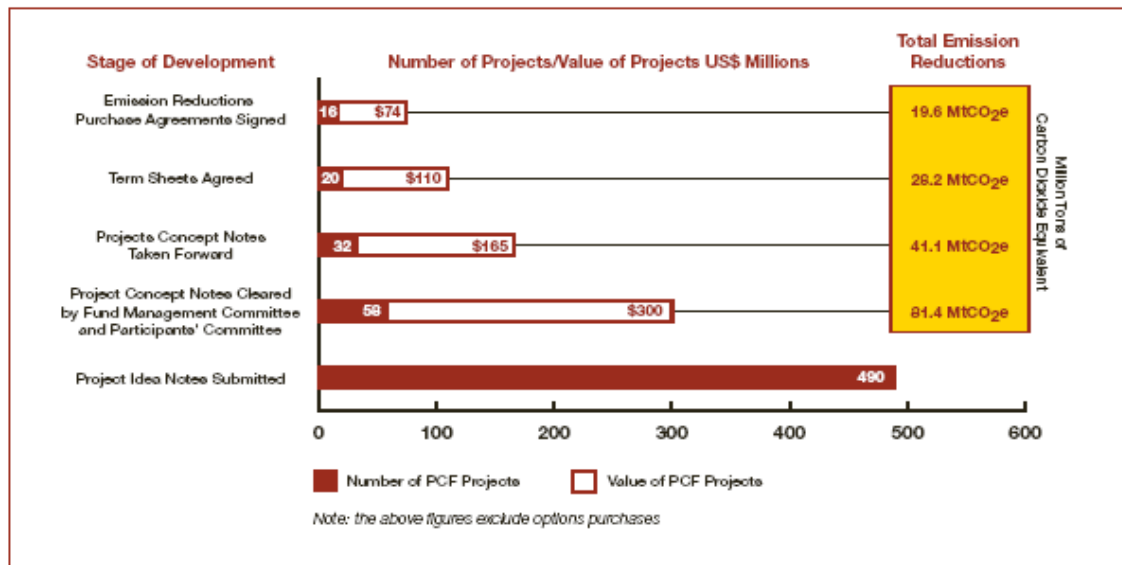 Stage of Development
Number of Projects/Value of Projects US$ Millions
Total Emission
Reductions
Emission Reductions
Purchase Agreements Signed
16
$74
19.6 MtCO2e
Term Sheets Agreed
20
$110
28.2 MtCO2e
Projects Concept Notes
Taken Forward
32
$165
41.1 MtCO2e
Project Concept Notes Cleared
by Fund Management Committee
and Participants' Committee
58
$300
81.4 MtCO2e
Million Tons of
Carbon Dioxide Equivalent
Project Idea Notes Submitted
490
0 100 200 300 400 500 600
Number of PCF Projects
Value of PCF Projects
Note: the above figures exclude options purchases